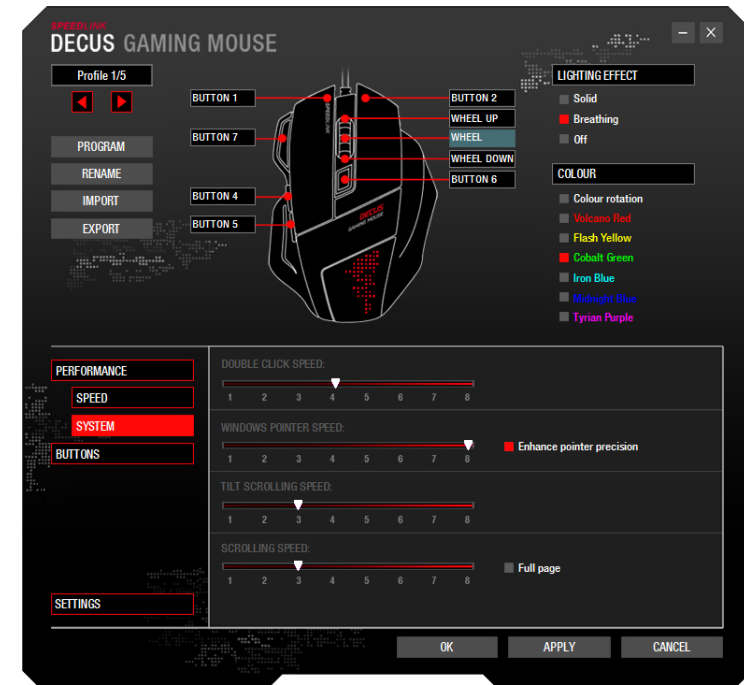 SPEEDLINK
DECUS GAMING MOUSE
Profile 1/5
PROGRAM
RENAME
IMPORT
EXPORT
BUTTON 1
BUTTON 7
BUTTON 4
BUTTON 5
BUTTON 2
WHEEL UP
WHEEL
WHEEL DOWN
BUTTON 6
SPEEDLINK
DECUS
GAMING MOUSE
LIGHTING EFFECT
Solid
Breathing
Off
COLOUR
Colour rotation
Volcano Red
Flash Yellow
Cobalt Green
Iron Blue
Midnight Blue
Tyrian Purple
PERFORMANCE
SPEED
SYSTEM
BUTTONS
SETTINGS
DOUBLE CLICK SPEED:
1 2 3 4 5 6 7 8
WINDOWS POINTER SPEED:
1 2 3 4 5 6 7 8
Enhance pointer precision
TILT SCROLLING SPEED:
1 2 3 4 5 6 7 8
SCROLLING SPEED:
1 2 3 4 5 6 7 8
Full page
OK
APPLY
CANCEL